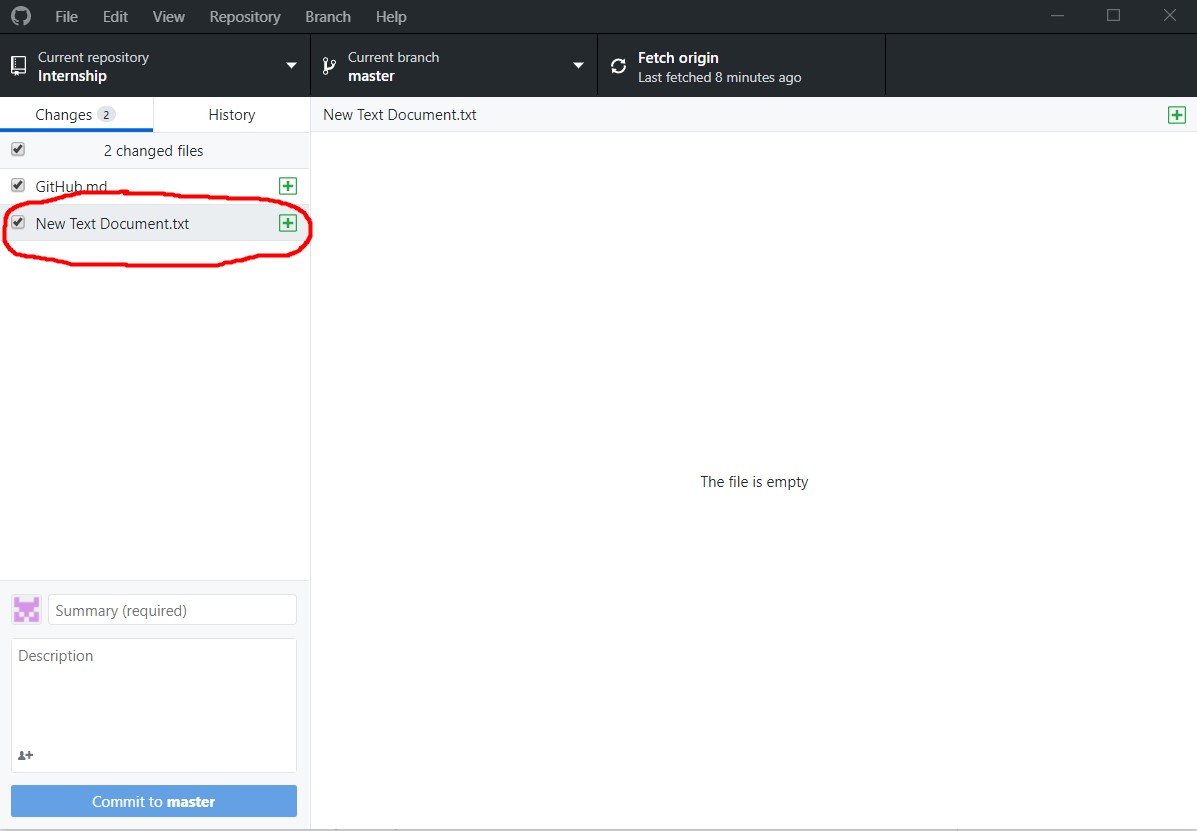 File Edit View Repository Branch Help
Current repository
Internship
Current branch
master
Fetch origin
Last fetched 8 minutes ago
Changes 2
History
New Text Document.txt
2 changed files
GitHub.md
New Text Document.txt
The file is empty
Summary (required)
Description
Commit to master